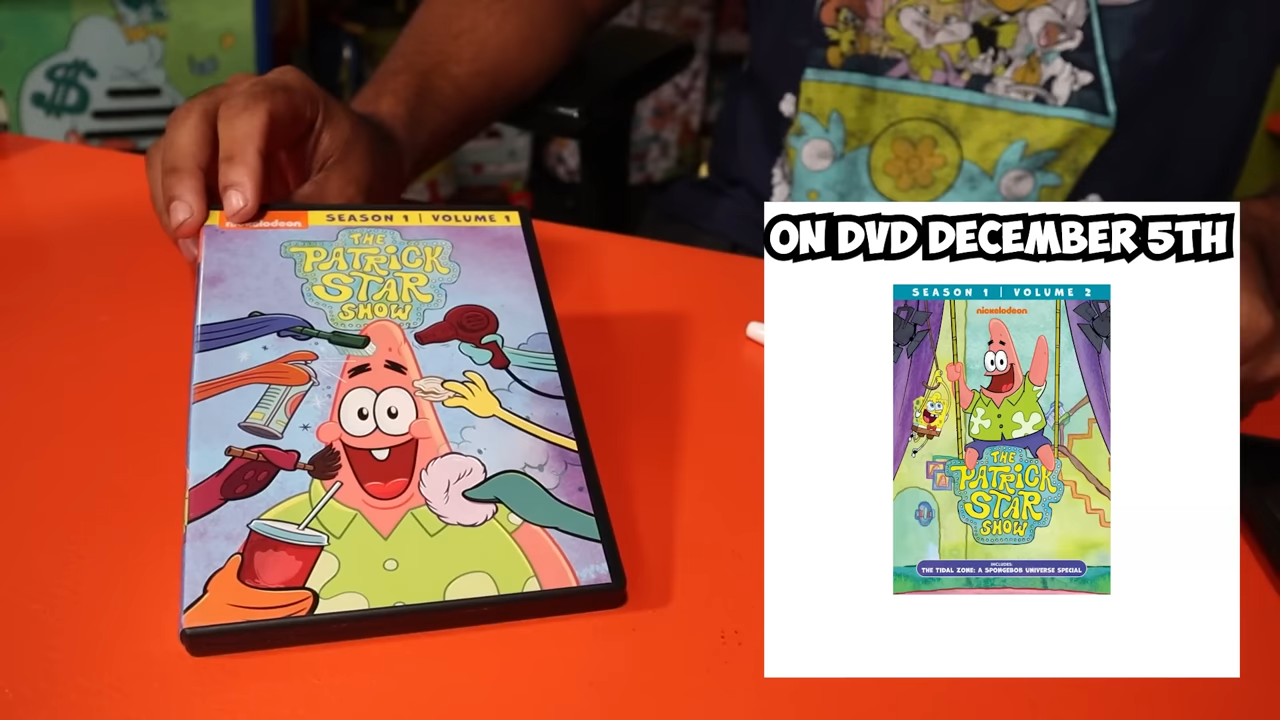 $
nickelodeon
SEASON 1 | VOLUME 1
THE
PATRICK
STAR
SHOW
ON DVD DECEMBER 5TH
SEASON 1 | VOLUME 2
nickelodeon
THE
PATRICK
STAR
SHOW
INCLUDES:
THE TIDAL ZONE: A SPONGEBOB UNIVERSE SPECIAL